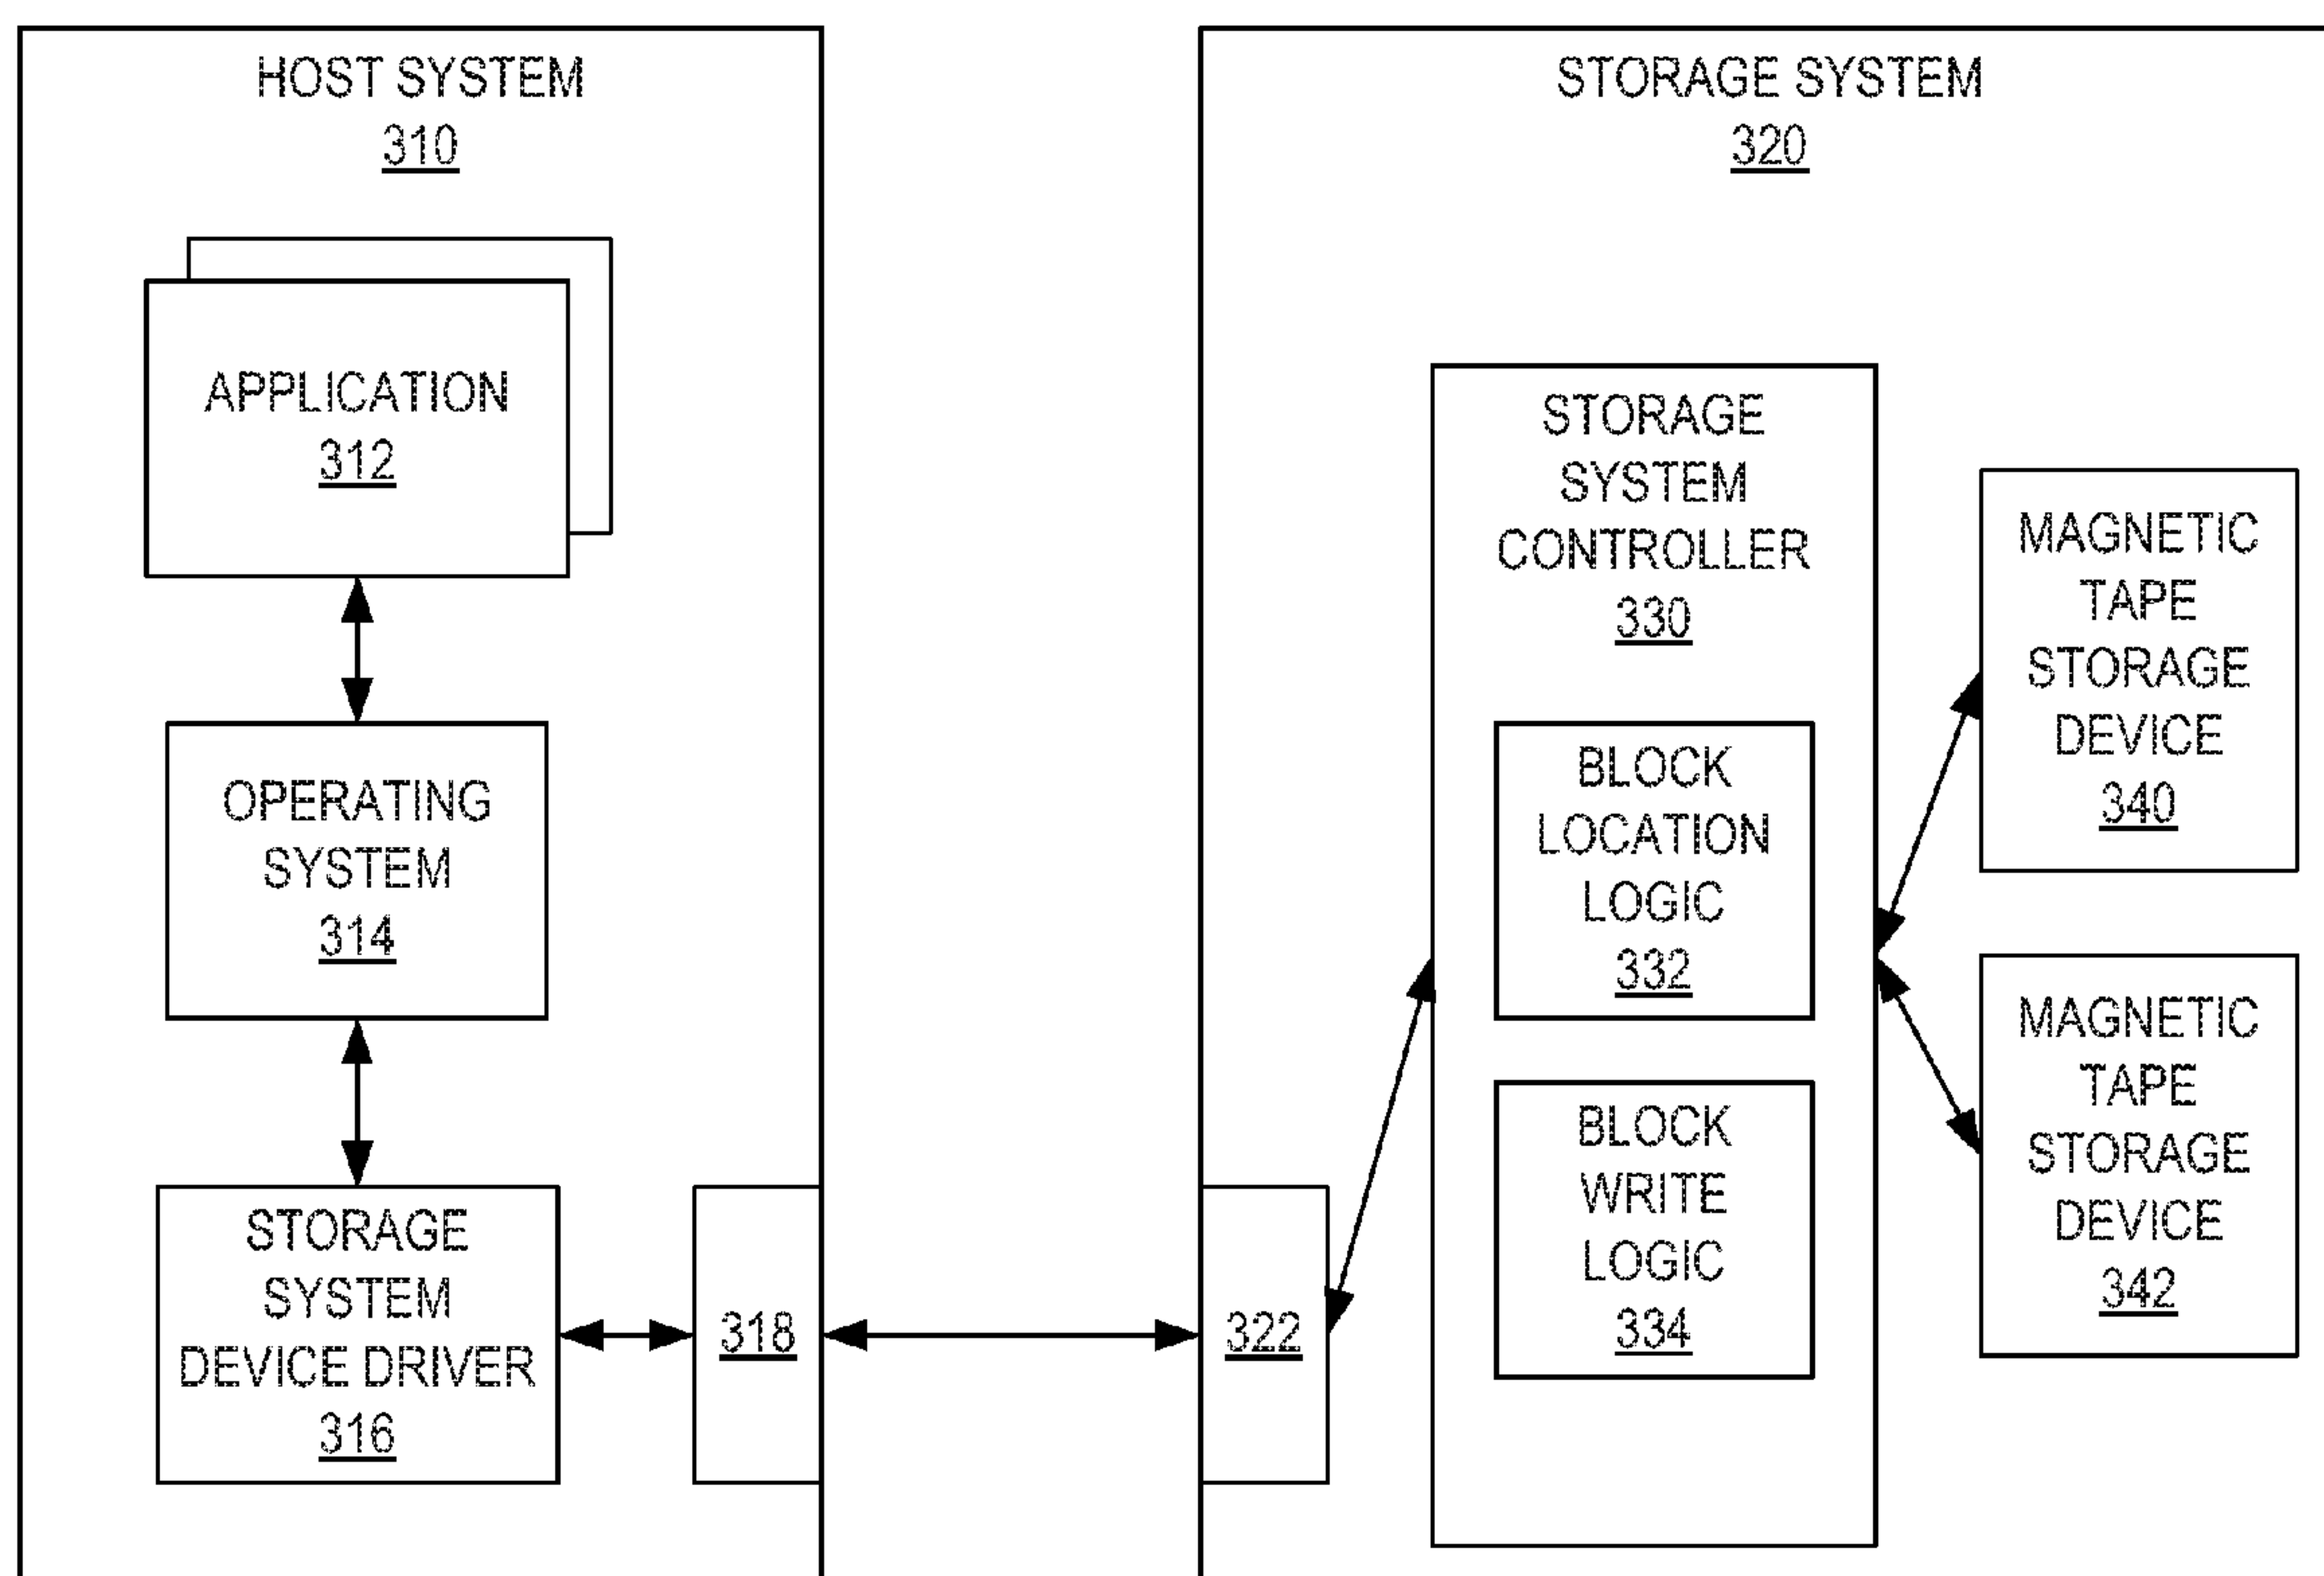 HOST SYSTEM
310
APPLICATION
312
OPERATING
SYSTEM
314
STORAGE
SYSTEM
DEVICE DRIVER
316
318
STORAGE SYSTEM
320
322
STORAGE
SYSTEM
CONTROLLER
330
BLOCK
LOCATION
LOGIC
332
BLOCK
WRITE
LOGIC
334
MAGNETIC
TAPE
STORAGE
DEVICE
340
MAGNETIC
TAPE
STORAGE
DEVICE
342